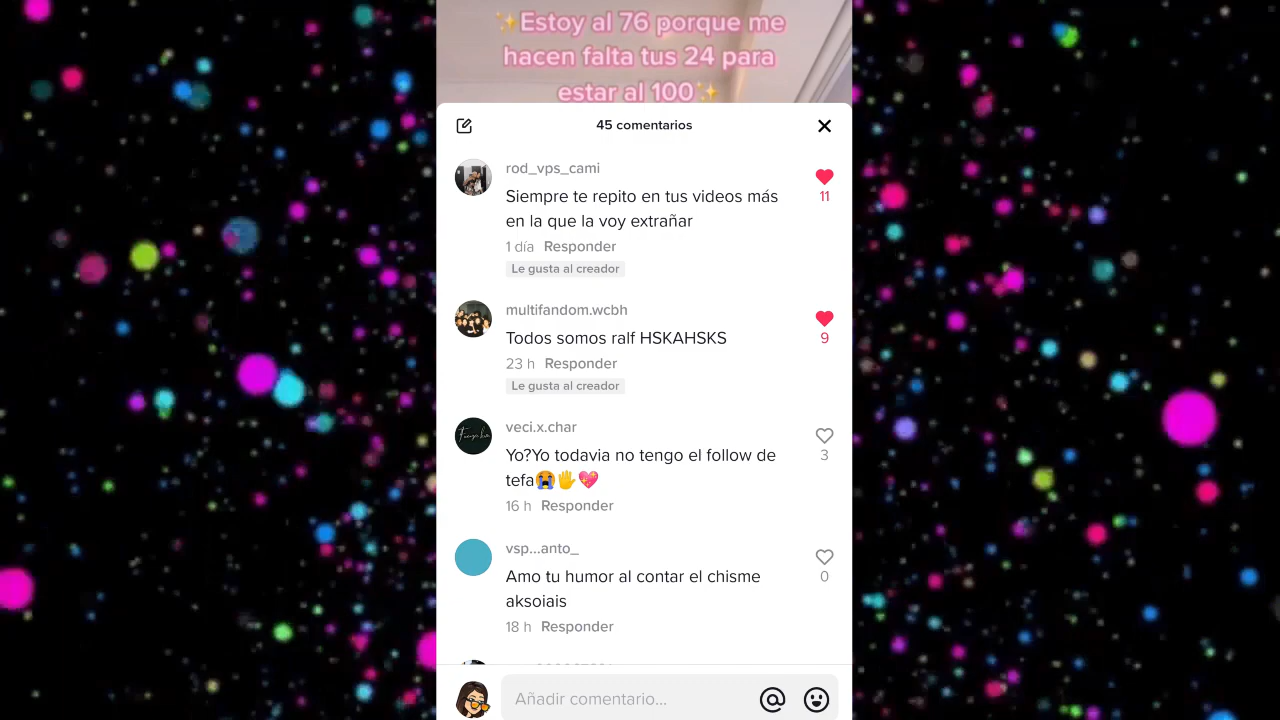 ✨Estoy al 76 porque me
hacen falta tus 24 para
estar al 100✨
45 comentarios
rod_vps_cami
Siempre te repito en tus videos más
en la que la voy extrañar
11
1 día Responder
Le gusta al creador
multifandom.wcbh
Todos somos ralf HSKAHSKS
9
23 h Responder
Le gusta al creador
veci.x.char
Yo?Yo todavia no tengo el follow de
tefa😭🖐💖
3
16 h Responder
vsp...anto_
Amo tu humor al contar el chisme
aksoiais
0
18 h Responder
Añadir comentario...